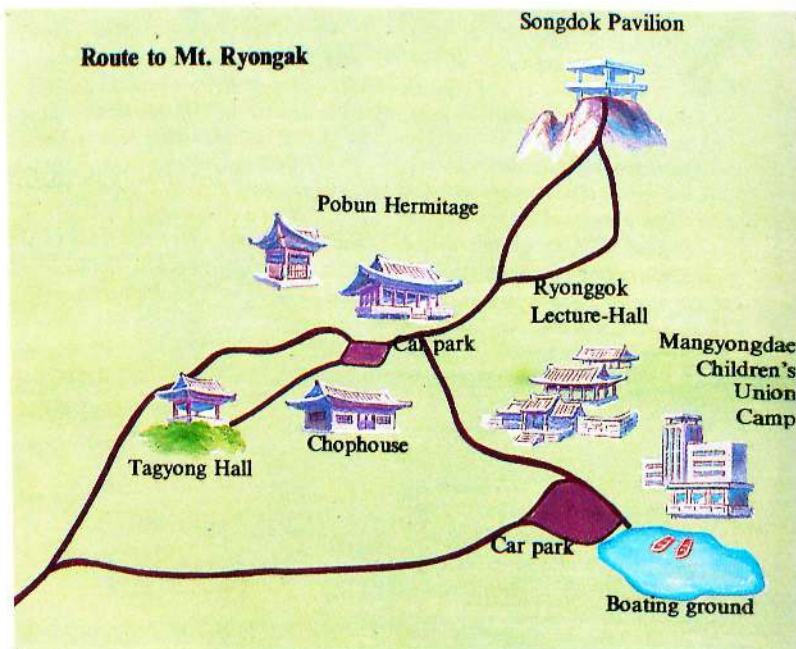 Songdok Pavilion
Route to Mt. Ryongak
Pobun Hermitage
Ryonggok
Lecture-Hall
Car park
Mangyongdae
Children's
Union
Camp
Chophouse
Tagyong Hall
Car park
Boating ground